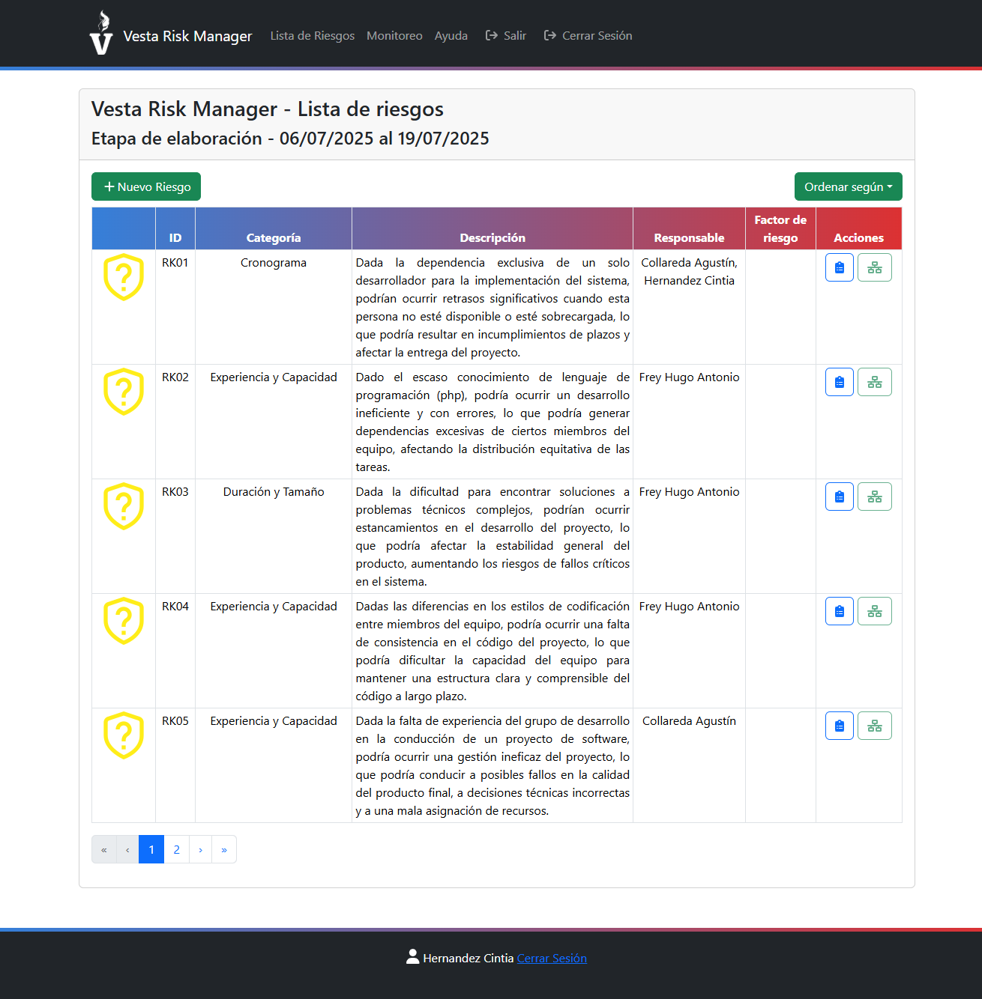 Vesta Risk Manager Lista de Riesgos Monitoreo Ayuda Salir Cerrar Sesión
Vesta Risk Manager - Lista de riesgos
Etapa de elaboración - 06/07/2025 al 19/07/2025
Nuevo Riesgo
Ordenar según
ID Categoría Descripción Responsable Factor de riesgo Acciones
RK01 Cronograma
Dada la dependencia exclusiva de un solo
desarrollador para la implementación del sistema,
podrían ocurrir retrasos significativos cuando esta
persona no esté disponible o esté sobrecargada, lo
que podría resultar en incumplimientos de plazos y
afectar la entrega del proyecto.
Collareda Agustín,
Hernandez Cintia
RK02 Experiencia y Capacidad
Dado el escaso conocimiento de lenguaje de
programación (php), podría ocurrir un desarrollo
ineficiente y con errores, lo que podría generar
dependencias excesivas de ciertos miembros del
equipo, afectando la distribución equitativa de las
tareas.
Frey Hugo Antonio
RK03 Duración y Tamaño
Dada la dificultad para encontrar soluciones a
problemas técnicos complejos, podrían ocurrir
estancamientos en el desarrollo del proyecto, lo
que podría afectar la estabilidad general del
producto, aumentando los riesgos de fallos críticos
en el sistema.
Frey Hugo Antonio
RK04 Experiencia y Capacidad
Dadas las diferencias en los estilos de codificación
entre miembros del equipo, podría ocurrir una falta
de consistencia en el código del proyecto, lo que
podría dificultar la capacidad del equipo para
mantener una estructura clara y comprensible del
código a largo plazo.
Frey Hugo Antonio
RK05 Experiencia y Capacidad
Dada la falta de experiencia del grupo de desarrollo
en la conducción de un proyecto de software,
podría ocurrir una gestión ineficaz del proyecto, lo
que podría conducir a posibles fallos en la calidad
del producto final, a decisiones técnicas incorrectas
y a una mala asignación de recursos.
Collareda Agustín
« ‹ 1 2 › »
Hernandez Cintia Cerrar Sesión